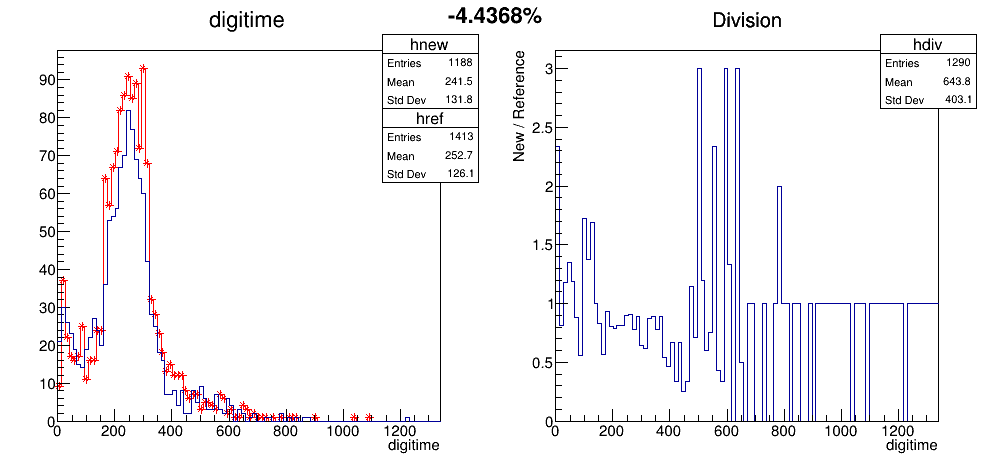 -4.4368%
digitime
hnew
Entries 1188
Mean 241.5
Std Dev 131.8
href
Entries 1413
Mean 252.7
Std Dev 126.1
90
80
70
60
50
40
30
20
10
0
0 200 400 600 800 1000 1200
digitime
Division
hdiv
Entries 1290
Mean 643.8
Std Dev 403.1
New / Reference
3
2.5
2
1.5
1
0.5
0
0 200 400 600 800 1000 1200
digitime